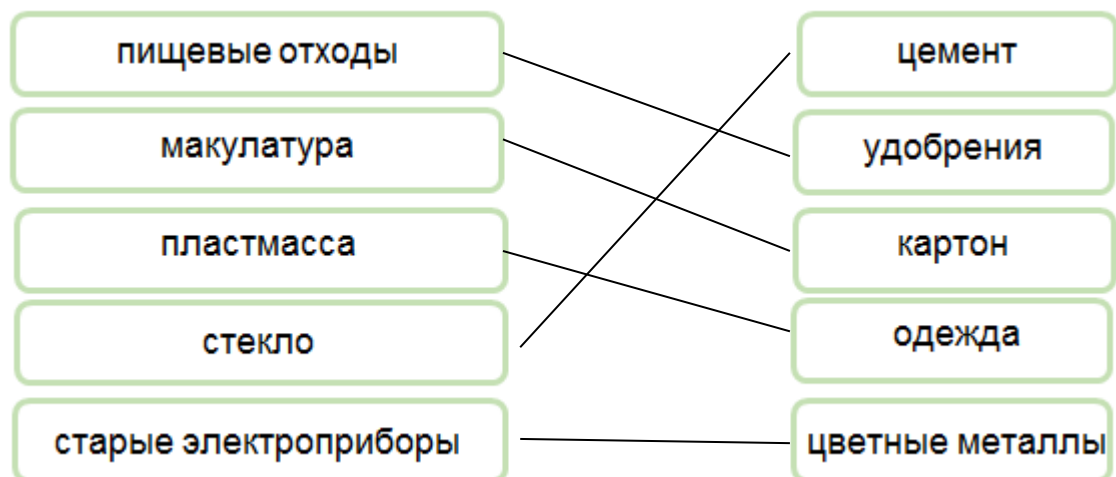 пищевые отходы
цемент
макулатура
удобрения
пластмасса
картон
стекло
одежда
старые электроприборы
цветные металлы